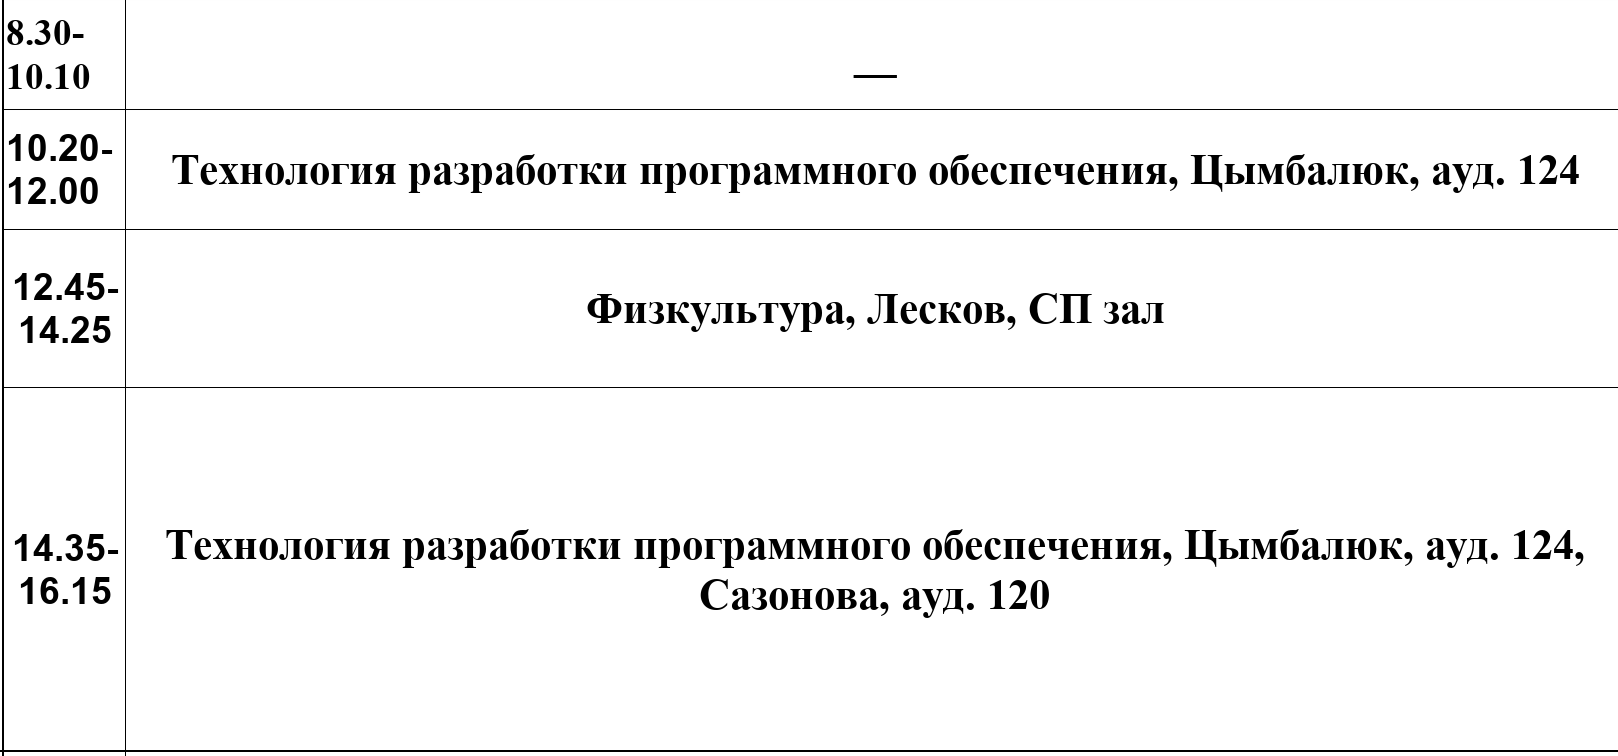 8.30-
10.10
—
10.20-
12.00
Технология разработки программного обеспечения, Цымбалюк, ауд. 124
12.45-
14.25
Физкультура, Лесков, СП зал
14.35-
16.15
Технология разработки программного обеспечения, Цымбалюк, ауд. 124,
Сазонова, ауд. 120